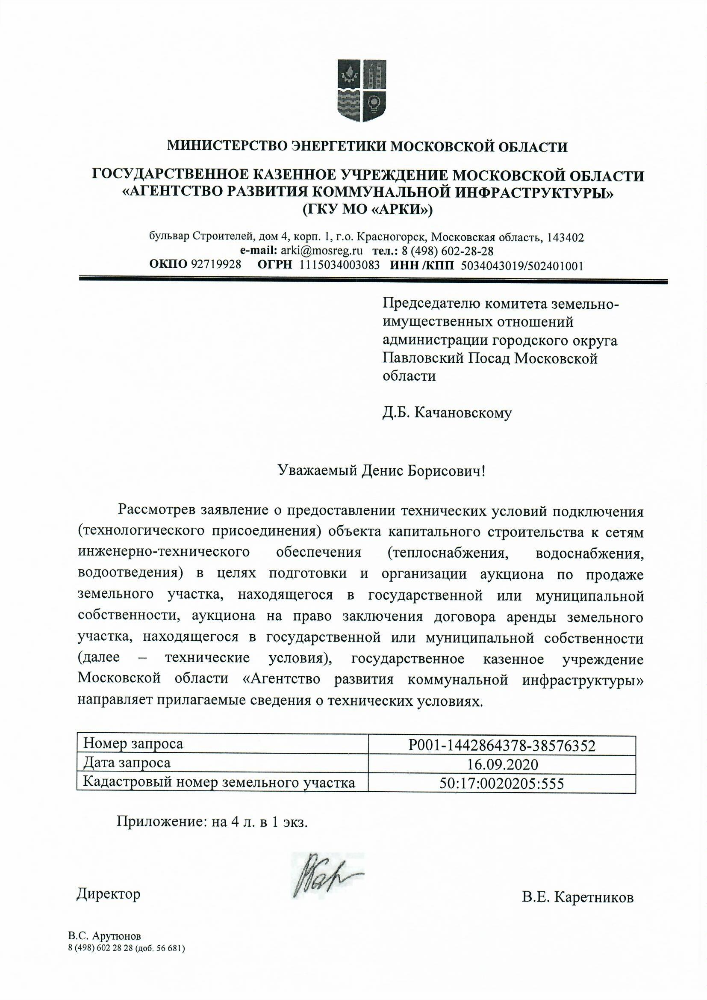 МИНИСТЕРСТВО ЭНЕРГЕТИКИ МОСКОВСКОЙ ОБЛАСТИ
ГОСУДАРСТВЕННОЕ КАЗЕННОЕ УЧРЕЖДЕНИЕ МОСКОВСКОЙ ОБЛАСТИ
«АГЕНТСТВО РАЗВИТИЯ КОММУНАЛЬНОЙ ИНФРАСТРУКТУРЫ»
(ГКУ МО «АРКИ»)
бульвар Строителей, дом 4, корп. 1, г.о. Красногорск, Московская область, 143402
e-mail: arki@mosreg.ru тел.: 8 (498) 602-28-28
ОКПО 92719928 ОГРН 1115034003083 ИНН /КПП 5034043019/502401001
Председателю комитета земельно-
имущественных отношений
администрации городского округа
Павловский Посад Московской
области
Д.Б. Качановскому
Уважаемый Денис Борисович!
Рассмотрев заявление о предоставлении технических условий подключения
(технологического присоединения) объекта капитального строительства к сетям
инженерно-технического обеспечения (теплоснабжения, водоснабжения,
водоотведения) в целях подготовки и организации аукциона по продаже
земельного участка, находящегося в государственной или муниципальной
собственности, аукциона на право заключения договора аренды земельного
участка, находящегося в государственной или муниципальной собственности
(далее – технические условия), государственное казенное учреждение
Московской области «Агентство развития коммунальной инфраструктуры»
направляет прилагаемые сведения о технических условиях.
Номер запроса P001-1442864378-38576352
Дата запроса 16.09.2020
Кадастровый номер земельного участка 50:17:0020205:555
Приложение: на 4 л. в 1 экз.
Директор В.Е. Каретников
В.С. Арутюнов
8 (498) 602 28 28 (доб. 56 681)